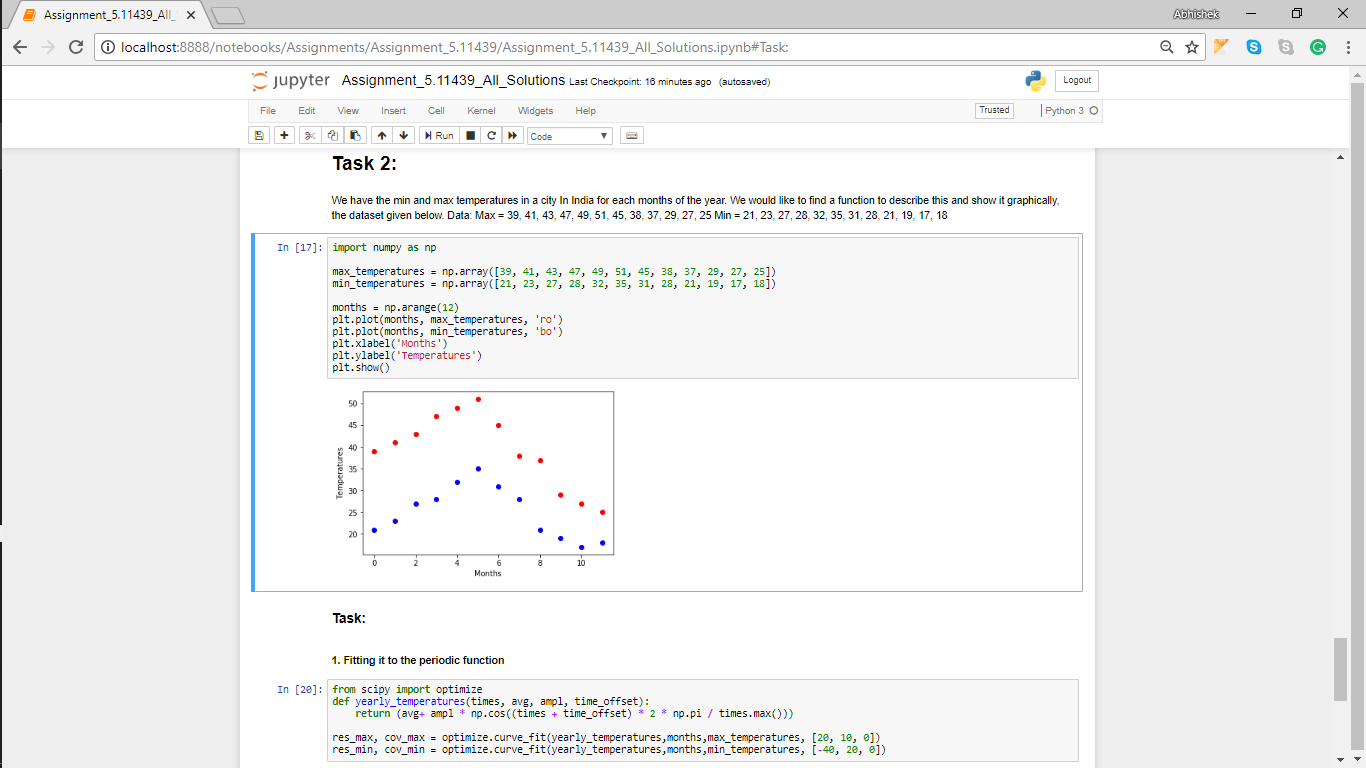 Assignment_5.11439_All_
Abhishek
localhost:8888/notebooks/Assignments/Assignment_5.11439/Assignment_5.11439_All_Solutions.ipynb#Task:
jupyter Assignment_5.11439_All_Solutions Last Checkpoint: 16 minutes ago (autosaved)
Logout
File Edit View Insert Cell Kernel Widgets Help
Trusted
Python 3
Run
Code
Task 2:
We have the min and max temperatures in a city In India for each months of the year. We would like to find a function to describe this and show it graphically,
the dataset given below. Data: Max = 39, 41, 43, 47, 49, 51, 45, 38, 37, 29, 27, 25 Min = 21, 23, 27, 28, 32, 35, 31, 28, 21, 19, 17, 18
In [17]:
import numpy as np
max_temperatures = np.array([39, 41, 43, 47, 49, 51, 45, 38, 37, 29, 27, 25])
min_temperatures = np.array([21, 23, 27, 28, 32, 35, 31, 28, 21, 19, 17, 18])
months = np.arange(12)
plt.plot(months, max_temperatures, 'ro')
plt.plot(months, min_temperatures, 'bo')
plt.xlabel('Months')
plt.ylabel('Temperatures')
plt.show()
50
45
40
35
30
25
20
Temperatures
0 2 4 6 8 10
Months
Task:
1. Fitting it to the periodic function
In [20]:
from scipy import optimize
def yearly_temperatures(times, avg, ampl, time_offset):
return (avg+ ampl * np.cos((times + time_offset) * 2 * np.pi / times.max()))
res_max, cov_max = optimize.curve_fit(yearly_temperatures,months,max_temperatures, [20, 10, 0])
res_min, cov_min = optimize.curve_fit(yearly_temperatures,months,min_temperatures, [-40, 20, 0])